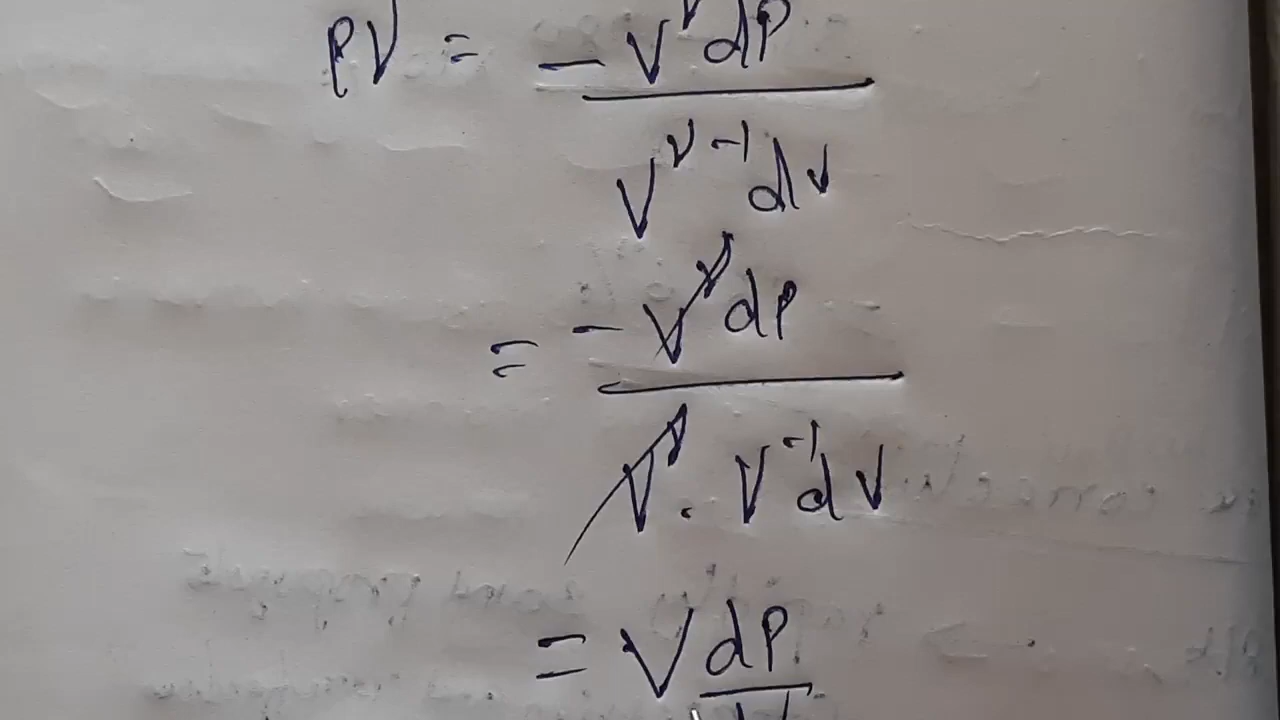 PV = - V^γ dP
V^γ-1 dv
= - V^γ dP
V^γ . V^-1 dV
= V dP